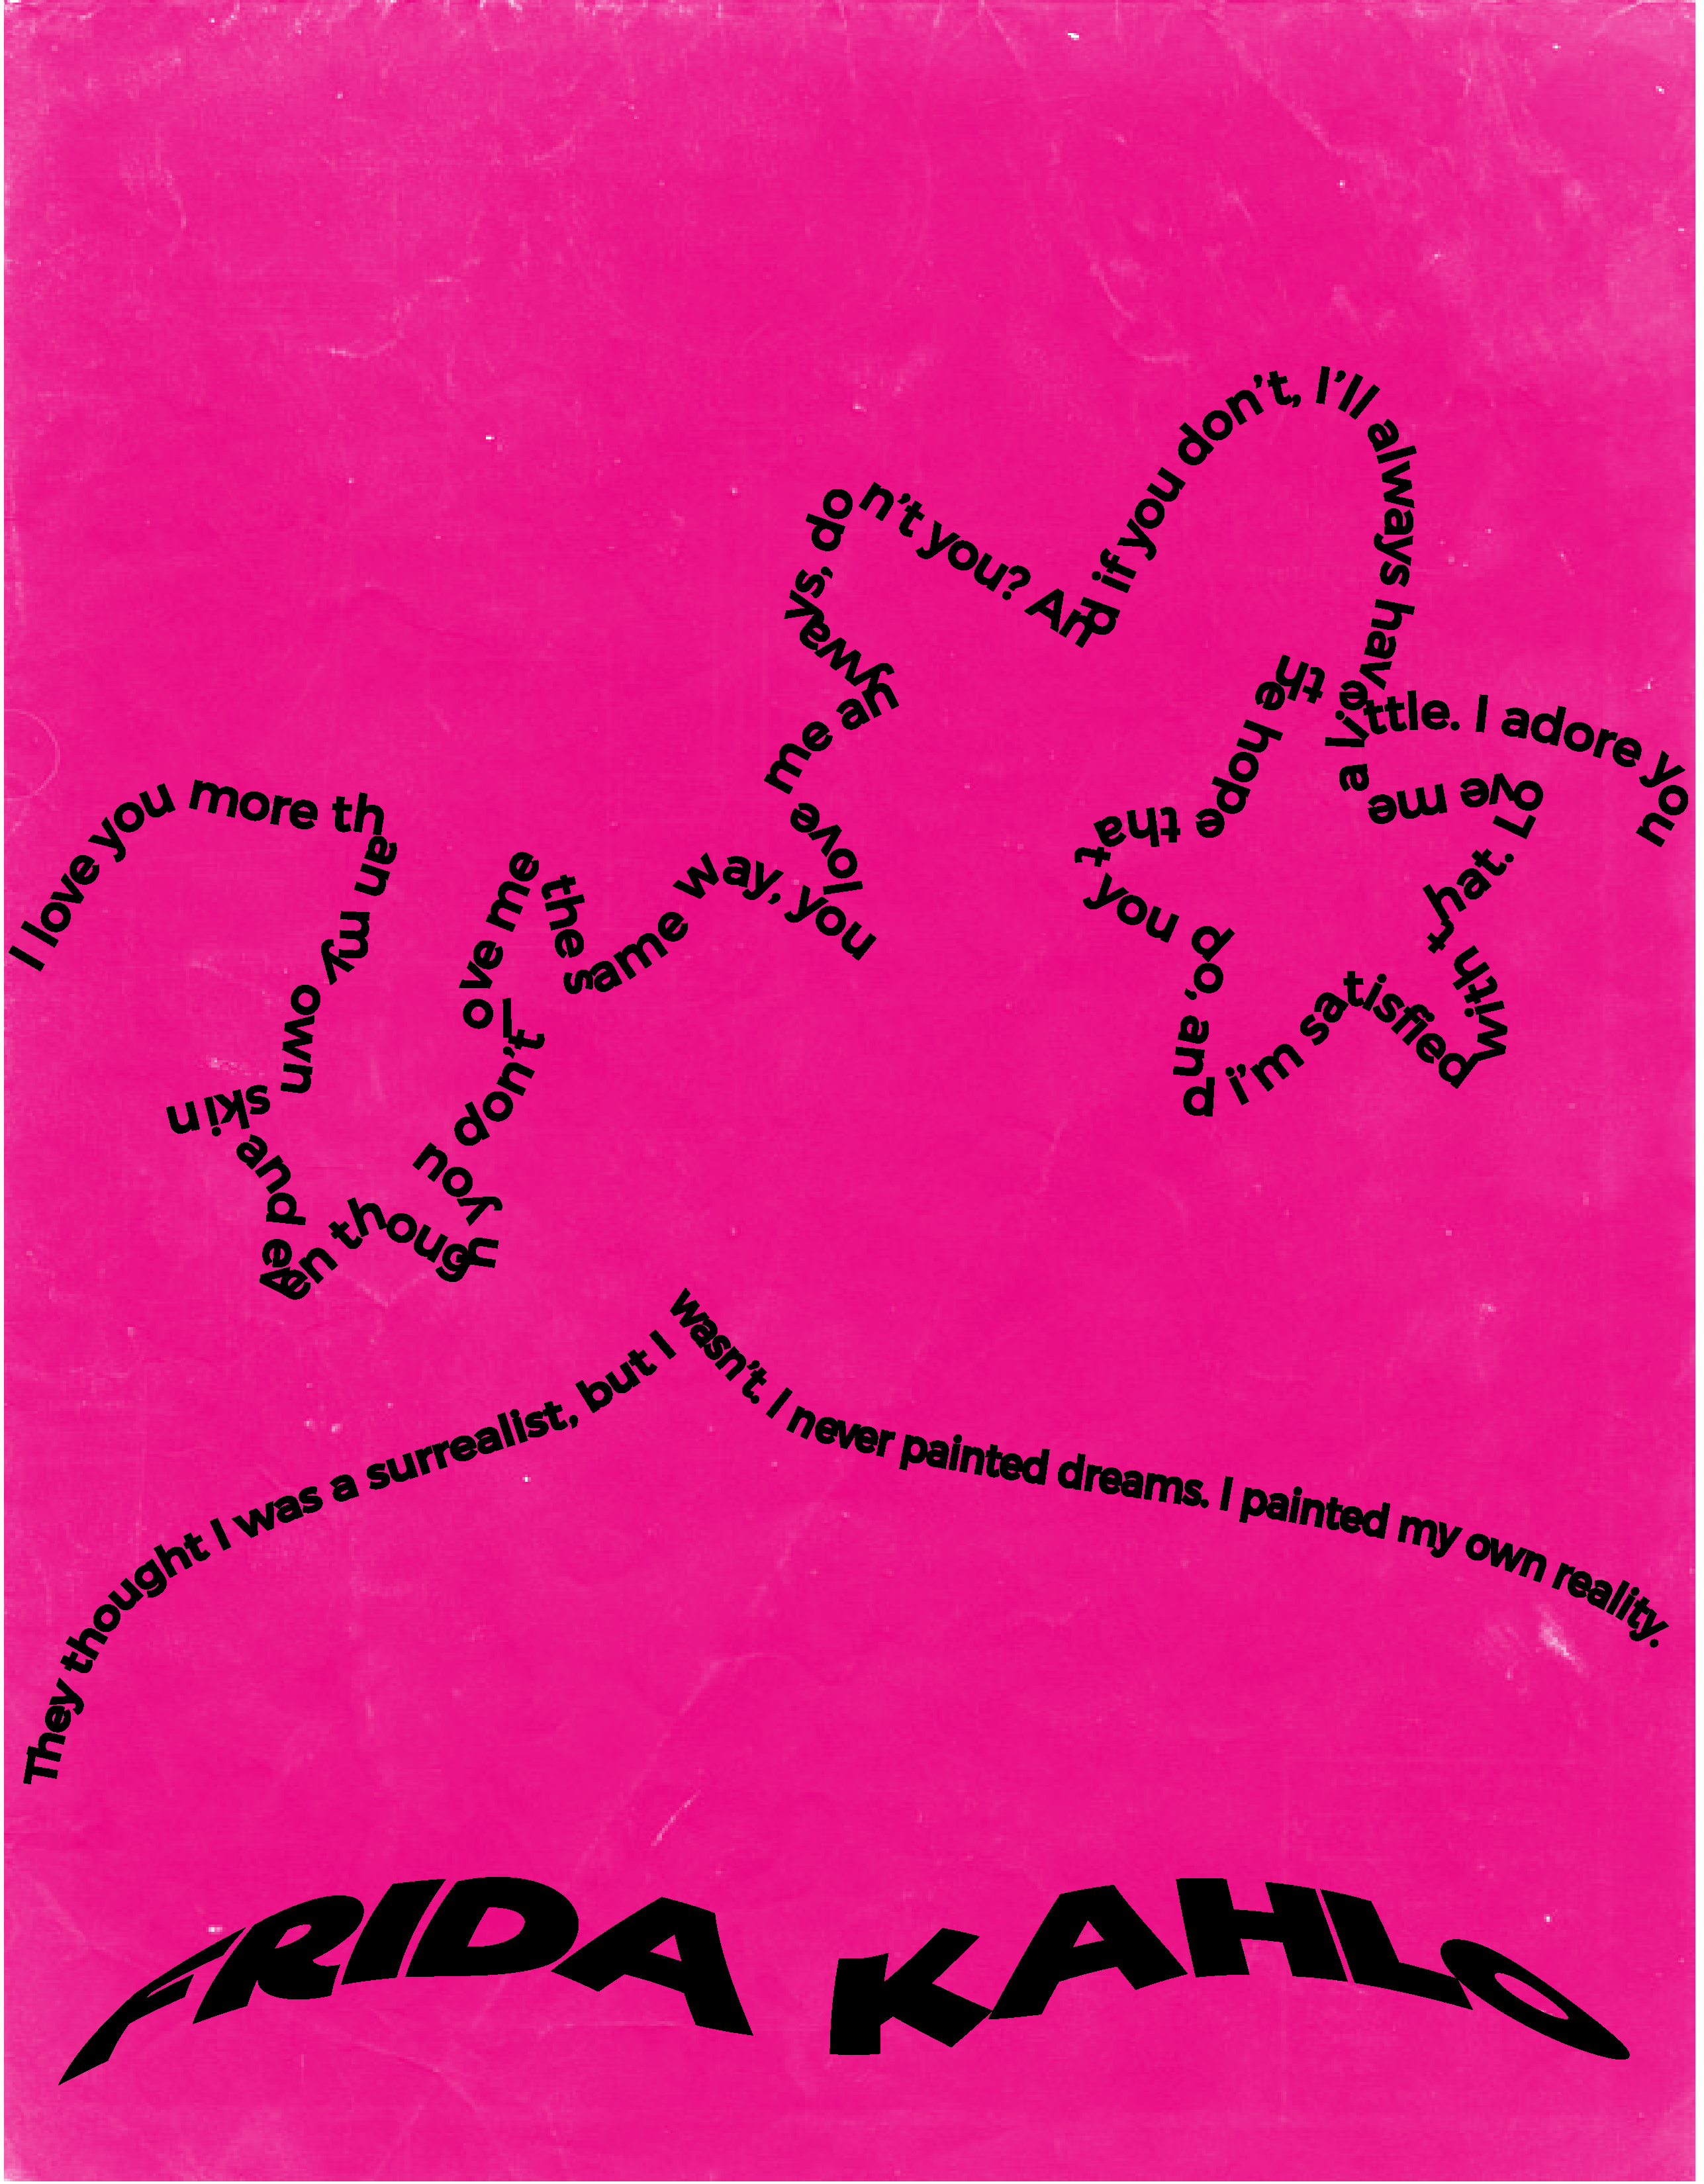 I love you more than my own skin and even though you don't love me the same way, you love me anyways, don't you? And if you don't, I'll always have the hope that you do, and i'm satisfied with that. Love me a little. I adore you
They thought I was a surrealist, but I wasn't. I never painted dreams. I painted my own reality.
FRIDA KAHLO